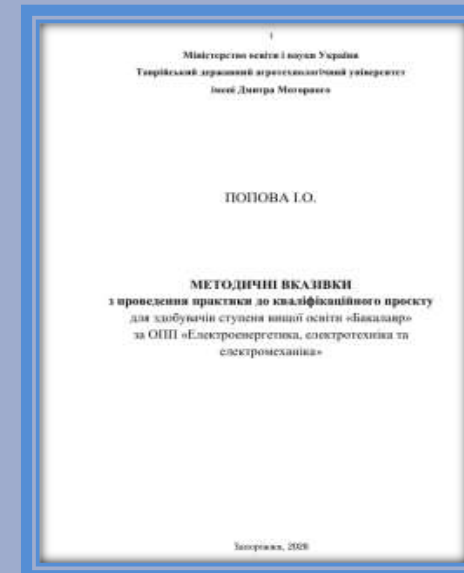 1
Міністерство освіти і науки України
Таврійський державний агротехнологічний університет
імені Дмитра Моторного
ПОПОВА І.О.
МЕТОДИЧНІ ВКАЗІВКИ
з проведення практики до кваліфікаційного проєкту
для здобувачів ступеня вищої освіти «Бакалавр»
за ОПП «Електроенергетика, електротехніка та
електромеханіка»
Запоріжжя, 2020